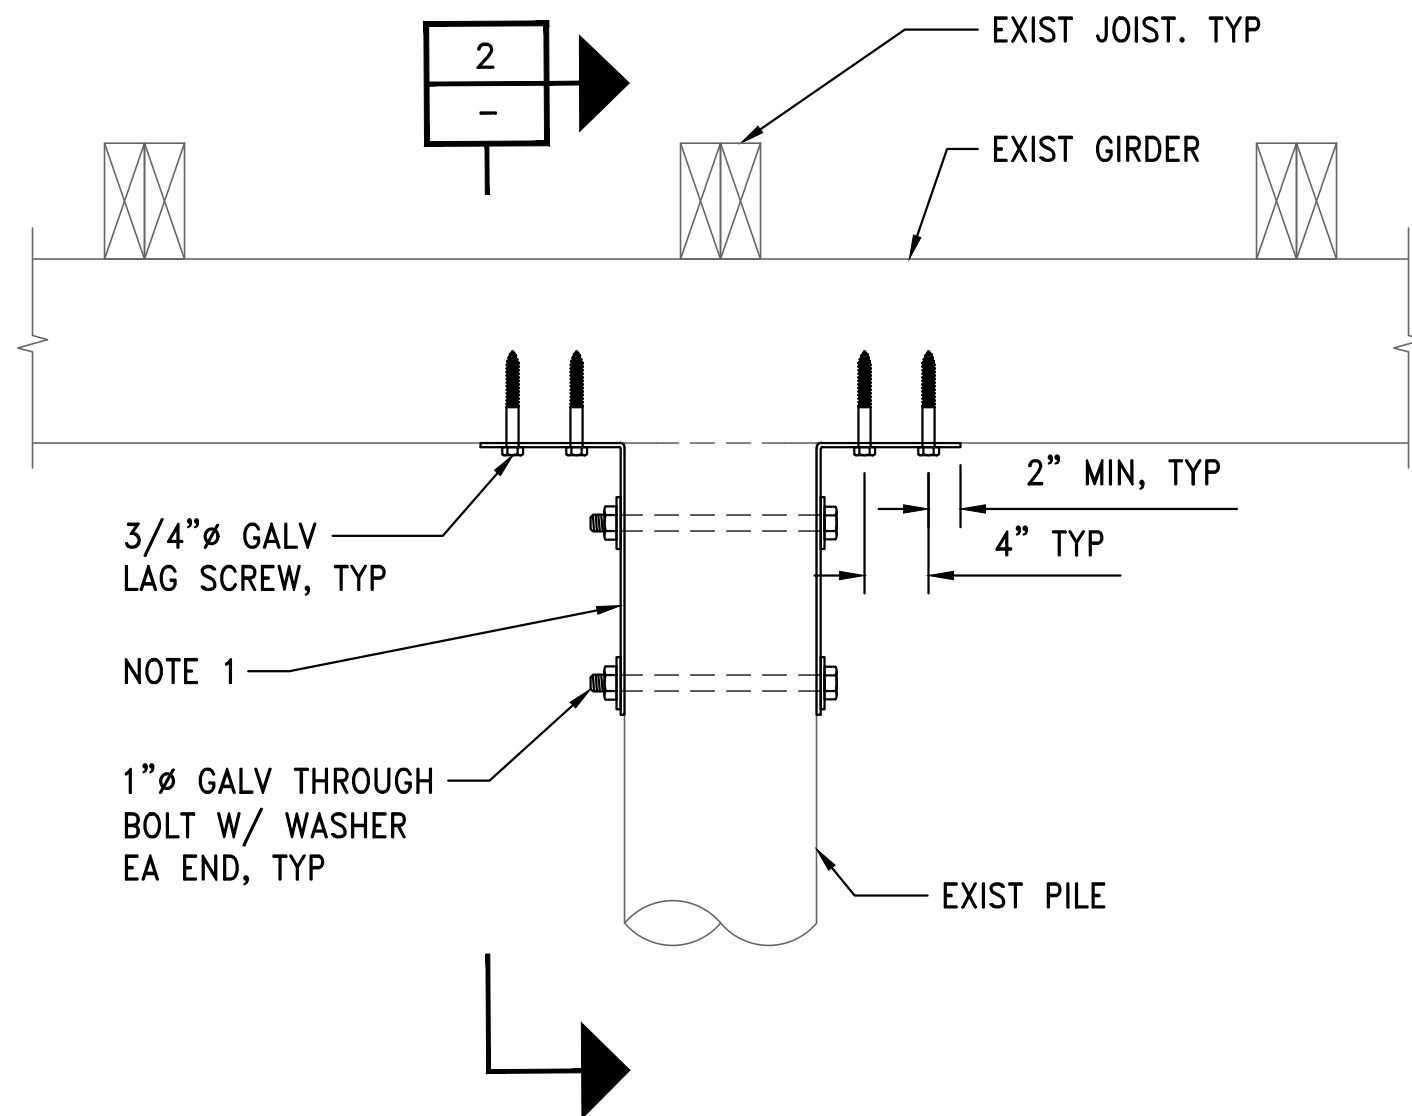 2
-
EXIST JOIST. TYP
EXIST GIRDER
2" MIN, TYP
4" TYP
3/4"ø GALV
LAG SCREW, TYP
NOTE 1
1"ø GALV THROUGH
BOLT W/ WASHER
EA END, TYP
EXIST PILE